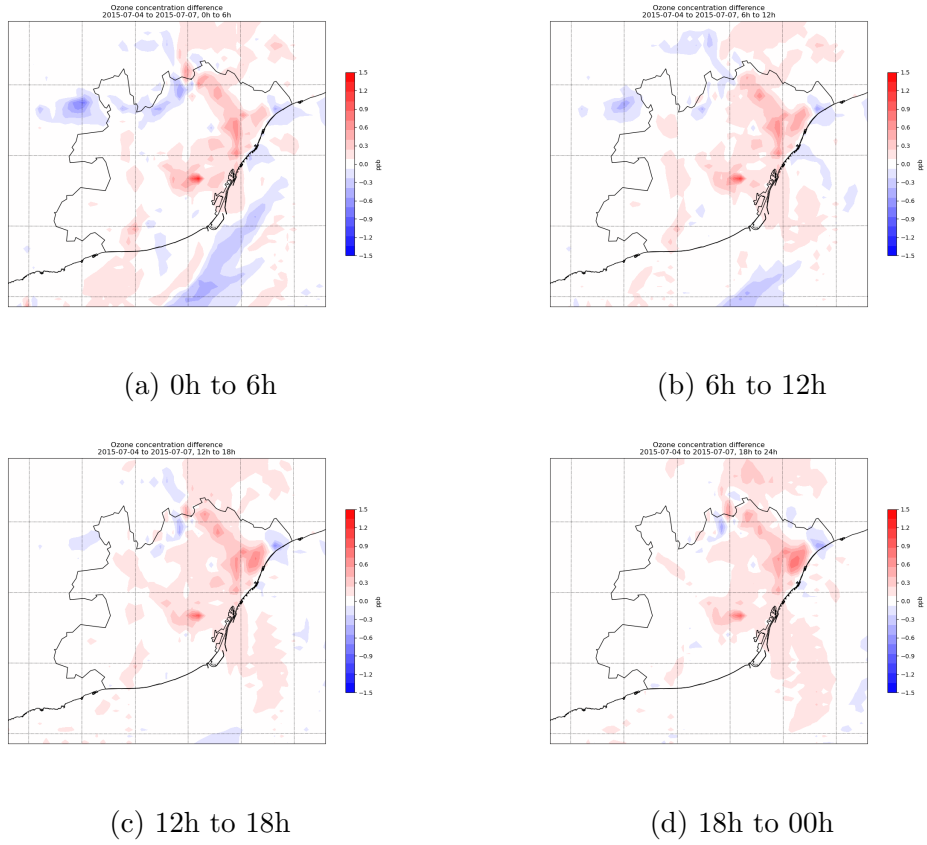 Ozone concentration difference
2015-07-04 to 2015-07-07, 0h to 6h
1.5
1.2
0.9
0.6
0.3
0.0
−0.3
−0.6
−0.9
−1.2
−1.5
ppb
(a) 0h to 6h
Ozone concentration difference
2015-07-04 to 2015-07-07, 6h to 12h
1.5
1.2
0.9
0.6
0.3
0.0
−0.3
−0.6
−0.9
−1.2
−1.5
ppb
(b) 6h to 12h
Ozone concentration difference
2015-07-04 to 2015-07-07, 12h to 18h
1.5
1.2
0.9
0.6
0.3
0.0
−0.3
−0.6
−0.9
−1.2
−1.5
ppb
(c) 12h to 18h
Ozone concentration difference
2015-07-04 to 2015-07-07, 18h to 24h
1.5
1.2
0.9
0.6
0.3
0.0
−0.3
−0.6
−0.9
−1.2
−1.5
ppb
(d) 18h to 00h